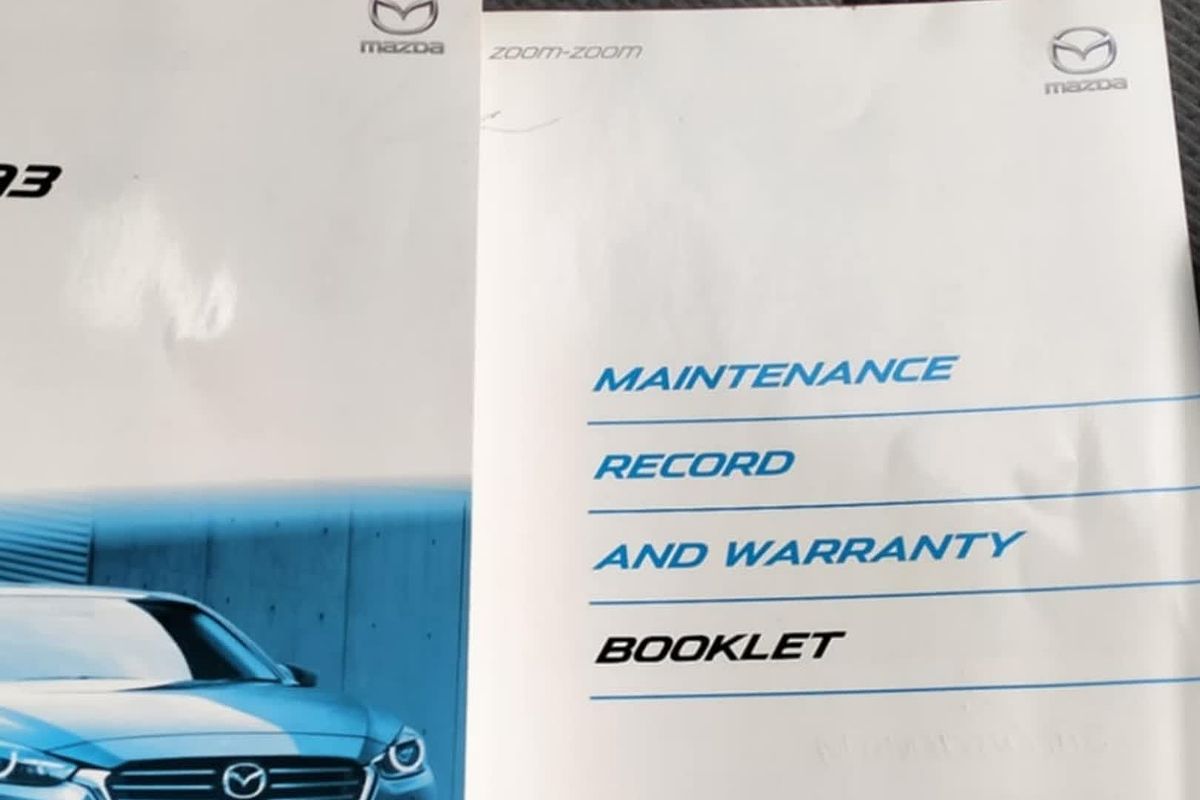 mazda
zoom-zoom
mazda
MAINTENANCE
RECORD
AND WARRANTY
BOOKLET